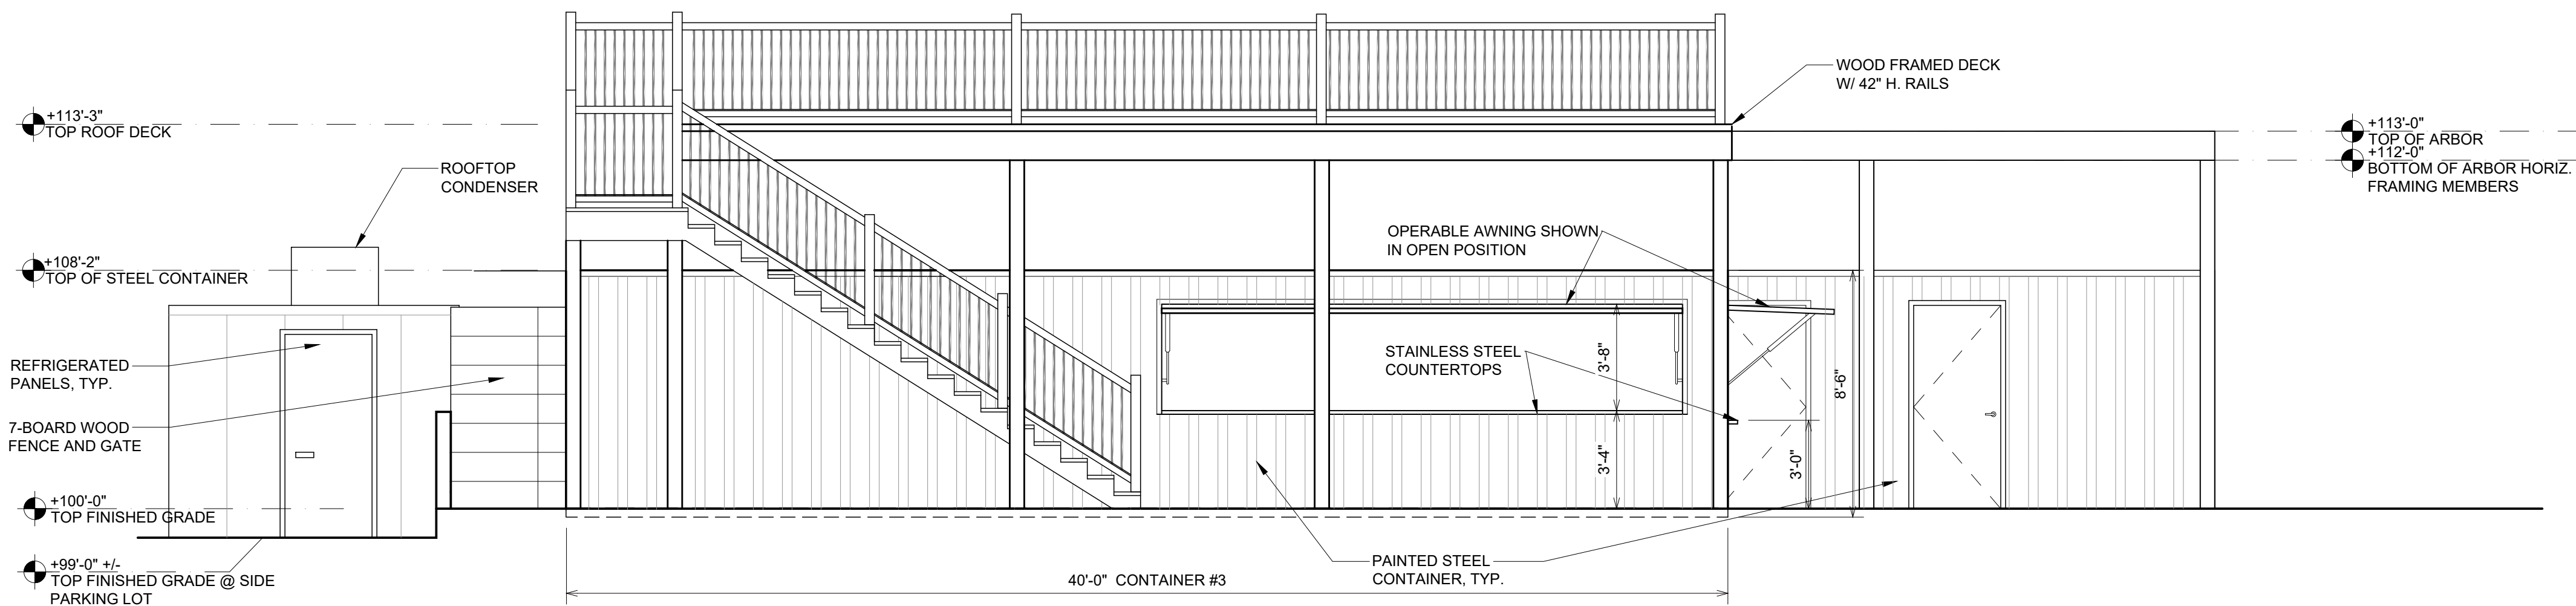 WOOD FRAMED DECK
W/ 42" H. RAILS
+113'-3"
TOP ROOF DECK
+113'-0"
TOP OF ARBOR
+112'-0"
BOTTOM OF ARBOR HORIZ.
FRAMING MEMBERS
ROOFTOP
CONDENSER
OPERABLE AWNING SHOWN
IN OPEN POSITION
+108'-2"
TOP OF STEEL CONTAINER
REFRIGERATED
PANELS, TYP.
STAINLESS STEEL
COUNTERTOPS
3'-8"
8'-6"
7-BOARD WOOD
FENCE AND GATE
3'-4"
3'-0"
+100'-0"
TOP FINISHED GRADE
+99'-0" +/-
TOP FINISHED GRADE @ SIDE
PARKING LOT
40'-0" CONTAINER #3
PAINTED STEEL
CONTAINER, TYP.